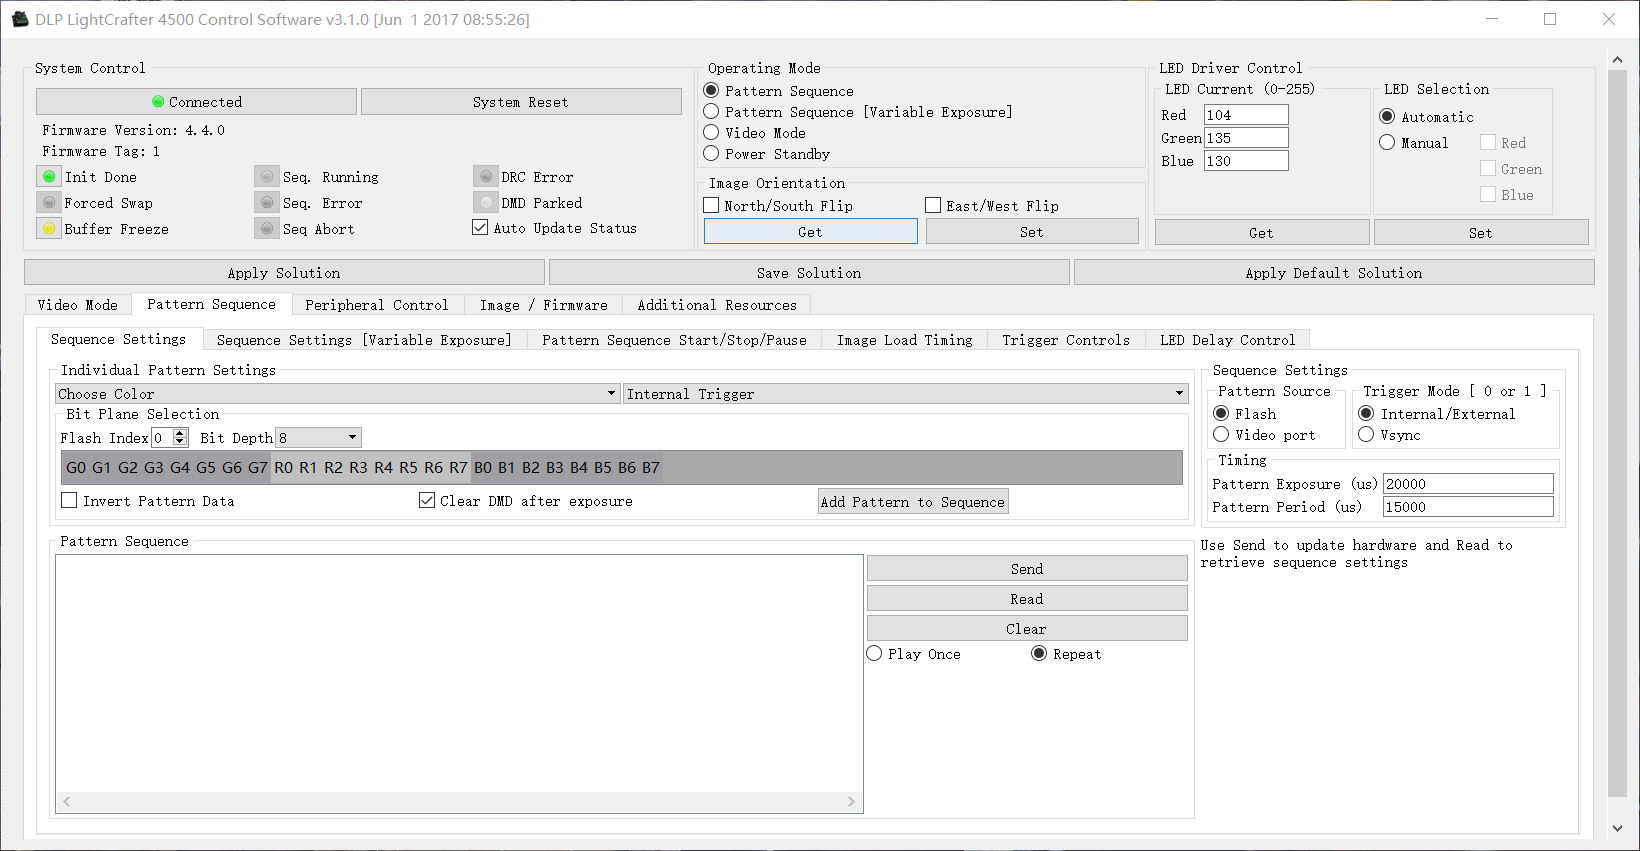 DLP LightCrafter 4500 Control Software v3.1.0 [Jun  1 2017 08:55:26]
System Control
Connected
System Reset
Firmware Version: 4.4.0
Firmware Tag: 1
Init Done
Seq. Running
DRC Error
Forced Swap
Seq. Error
DMD Parked
Buffer Freeze
Seq Abort
Auto Update Status
Operating Mode
Pattern Sequence
Pattern Sequence [Variable Exposure]
Video Mode
Power Standby
Image Orientation
North/South Flip
East/West Flip
Get
Set
LED Driver Control
LED Current (0-255)
Red 104
Green 135
Blue 130
LED Selection
Automatic
Manual
Red
Green
Blue
Get
Set
Apply Solution
Save Solution
Apply Default Solution
Video Mode
Pattern Sequence
Peripheral Control
Image / Firmware
Additional Resources
Sequence Settings
Sequence Settings [Variable Exposure]
Pattern Sequence Start/Stop/Pause
Image Load Timing
Trigger Controls
LED Delay Control
Individual Pattern Settings
Choose Color
Internal Trigger
Bit Plane Selection
Flash Index 0
Bit Depth 8
G0 G1 G2 G3 G4 G5 G6 G7 R0 R1 R2 R3 R4 R5 R6 R7 B0 B1 B2 B3 B4 B5 B6 B7
Invert Pattern Data
Clear DMD after exposure
Add Pattern to Sequence
Pattern Sequence
Send
Read
Clear
Play Once
Repeat
Sequence Settings
Pattern Source
Flash
Video port
Trigger Mode [ 0 or 1 ]
Internal/External
Vsync
Timing
Pattern Exposure (us) 20000
Pattern Period (us) 15000
Use Send to update hardware and Read to
retrieve sequence settings